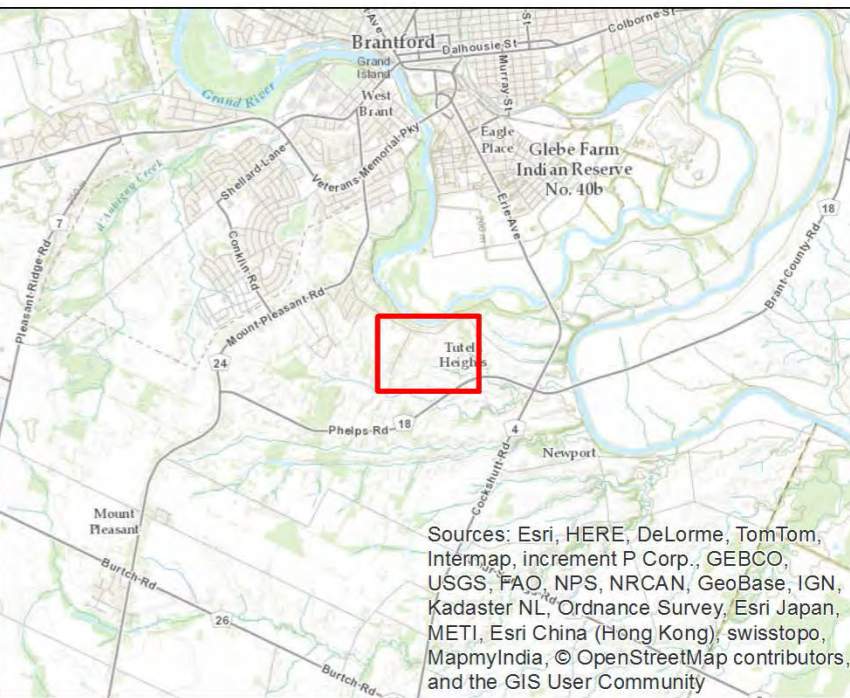 Colborne St
Brantford
Dalhousie St
Grand
Island
Murray St
Grand River
West
Brant
Eagle
Place
Glebe Farm
Indian Reserve
No. 40b
Veterans Memorial Pky
Shellard Lane
d'Aubigny Creek
200 m
Erie Ave
200 m
18
7
Pleasant Ridge Rd
Conklin Rd
Brant County Rd
Mount Pleasant Rd
24
Tutel
Heights
Phelps Rd
18
4
Cockshutt Rd
Newport
Mount
Pleasant
Burtch Rd
26
Burtch Rd
Sources: Esri, HERE, DeLorme, TomTom,
Intermap, increment P Corp., GEBCO,
USGS, FAO, NPS, NRCAN, GeoBase, IGN,
Kadaster NL, Ordnance Survey, Esri Japan,
METI, Esri China (Hong Kong), swisstopo,
MapmyIndia, © OpenStreetMap contributors,
and the GIS User Community